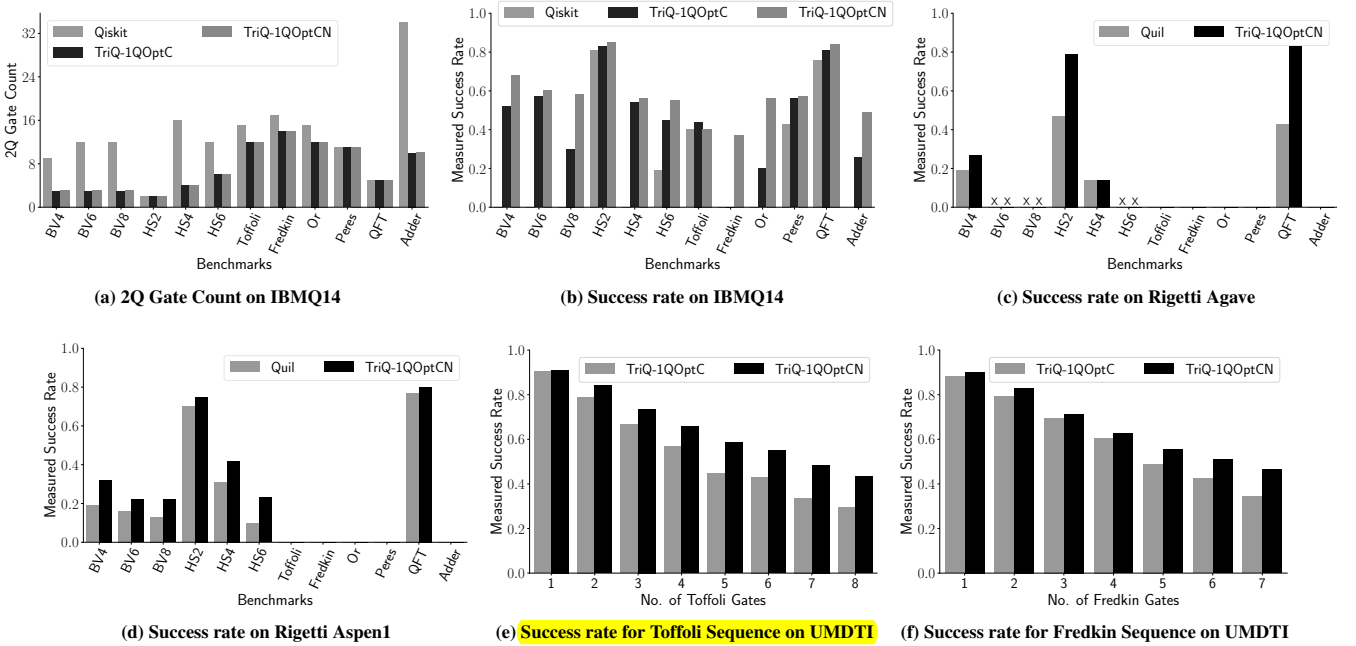 Qiskit
TriQ-1QOptC
TriQ-1QOptCN
2Q Gate Count
32
24
16
8
0
BV4 BV6 BV8 HS2 HS4 HS6 Toffoli Fredkin Or Peres QFT Adder
Benchmarks
(a) 2Q Gate Count on IBMQ14
Qiskit TriQ-1QOptC TriQ-1QOptCN
Measured Success Rate
1.0
0.8
0.6
0.4
0.2
0.0
BV4 BV6 BV8 HS2 HS4 HS6 Toffoli Fredkin Or Peres QFT Adder
Benchmarks
(b) Success rate on IBMQ14
Quil TriQ-1QOptCN
Measured Success Rate
1.0
0.8
0.6
0.4
0.2
0.0
x x x x x x
BV4 BV6 BV8 HS2 HS4 HS6 Toffoli Fredkin Or Peres QFT Adder
Benchmarks
(c) Success rate on Rigetti Agave
Quil TriQ-1QOptCN
Measured Success Rate
1.0
0.8
0.6
0.4
0.2
0.0
BV4 BV6 BV8 HS2 HS4 HS6 Toffoli Fredkin Or Peres QFT Adder
Benchmarks
(d) Success rate on Rigetti Aspen1
TriQ-1QOptC TriQ-1QOptCN
Measured Success Rate
1.0
0.8
0.6
0.4
0.2
0.0
1 2 3 4 5 6 7 8
No. of Toffoli Gates
(e) Success rate for Toffoli Sequence on UMDTI
TriQ-1QOptC TriQ-1QOptCN
Measured Success Rate
1.0
0.8
0.6
0.4
0.2
0.0
1 2 3 4 5 6 7
No. of Fredkin Gates
(f) Success rate for Fredkin Sequence on UMDTI